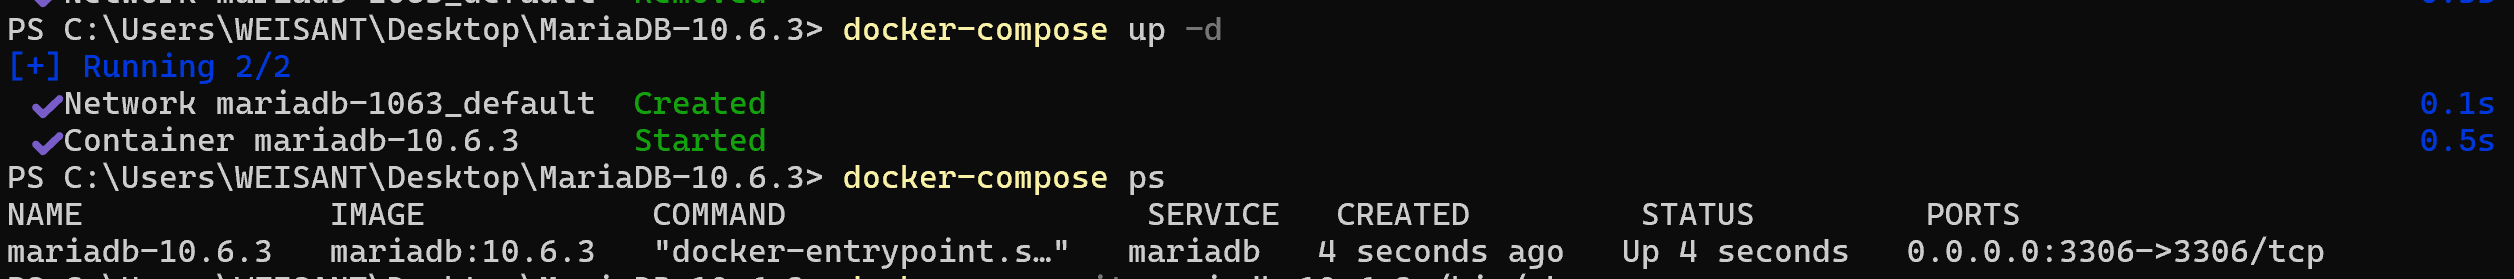 PS C:\Users\WEISANT\Desktop\MariaDB-10.6.3> docker-compose up -d
[+] Running 2/2
✔Network mariadb-1063_default Created 0.1s
✔Container mariadb-10.6.3 Started 0.5s
PS C:\Users\WEISANT\Desktop\MariaDB-10.6.3> docker-compose ps
NAME IMAGE COMMAND SERVICE CREATED STATUS PORTS
mariadb-10.6.3 mariadb:10.6.3 "docker-entrypoint.s…" mariadb 4 seconds ago Up 4 seconds 0.0.0.0:3306->3306/tcp